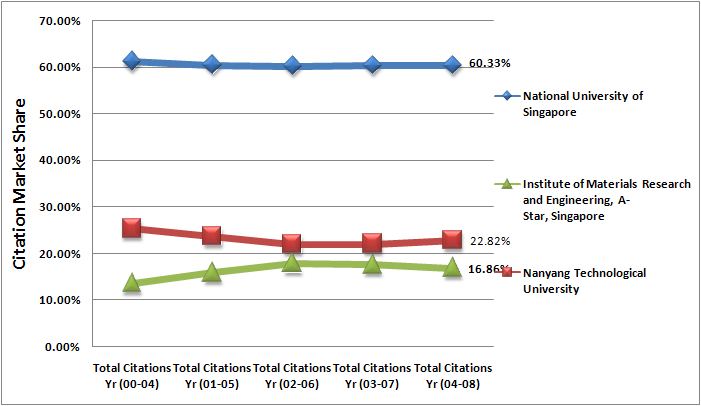 70.00%
60.00%
50.00%
40.00%
30.00%
20.00%
10.00%
0.00%
Citation Market Share
60.33%
22.82%
16.86%
National University of
Singapore
Institute of Materials Research
and Engineering, A-
Star, Singapore
Nanyang Technological
University
Total Citations
Yr (00-04)
Total Citations
Yr (01-05)
Total Citations
Yr (02-06)
Total Citations
Yr (03-07)
Total Citations
Yr (04-08)